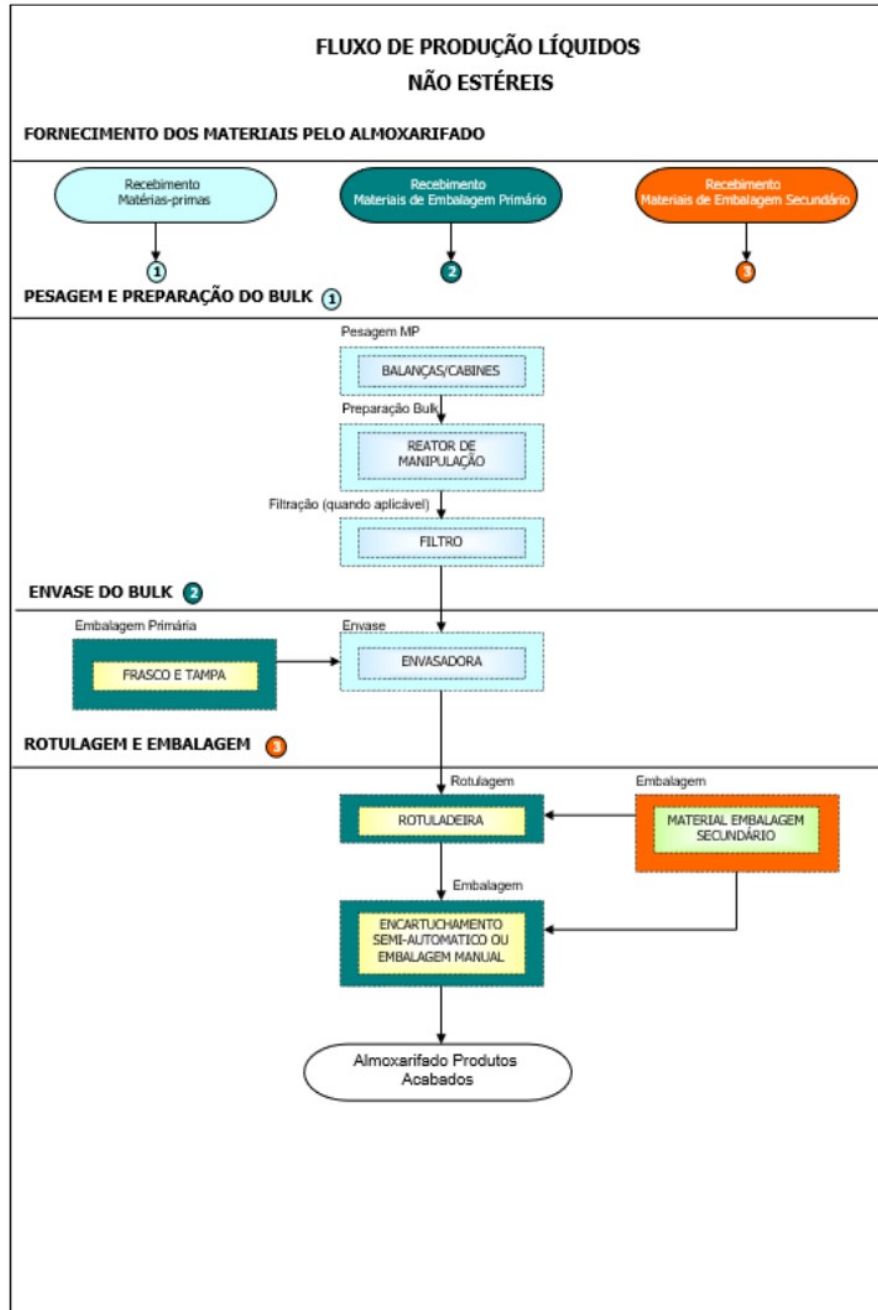 FLUXO DE PRODUÇÃO LÍQUIDOS
NÃO ESTÉREIS
FORNECIMENTO DOS MATERIAIS PELO ALMOXARIFADO
Recebimento
Matérias-primas
Recebimento
Materiais de Embalagem Primário
Recebimento
Materiais de Embalagem Secundário
1
2
3
PESAGEM E PREPARAÇÃO DO BULK 1
Pesagem MP
BALANÇAS/CABINES
Preparação Bulk
REATOR DE
MANIPULAÇÃO
Filtração (quando aplicável)
FILTRO
ENVASE DO BULK 2
Embalagem Primária
FRASCO E TAMPA
Envase
ENVASADORA
ROTULAGEM E EMBALAGEM 3
Rotulagem
ROTULADEIRA
Embalagem
MATERIAL EMBALAGEM
SECUNDÁRIO
Embalagem
ENCARTUCHAMENTO
SEMI-AUTOMATICO OU
EMBALAGEM MANUAL
Almoxarifado Produtos
Acabados